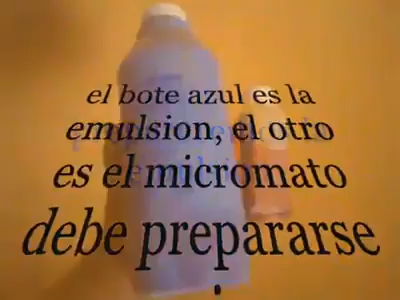 el bote azul es la
emulsion, el otro
es el micromato
debe prepararse
.